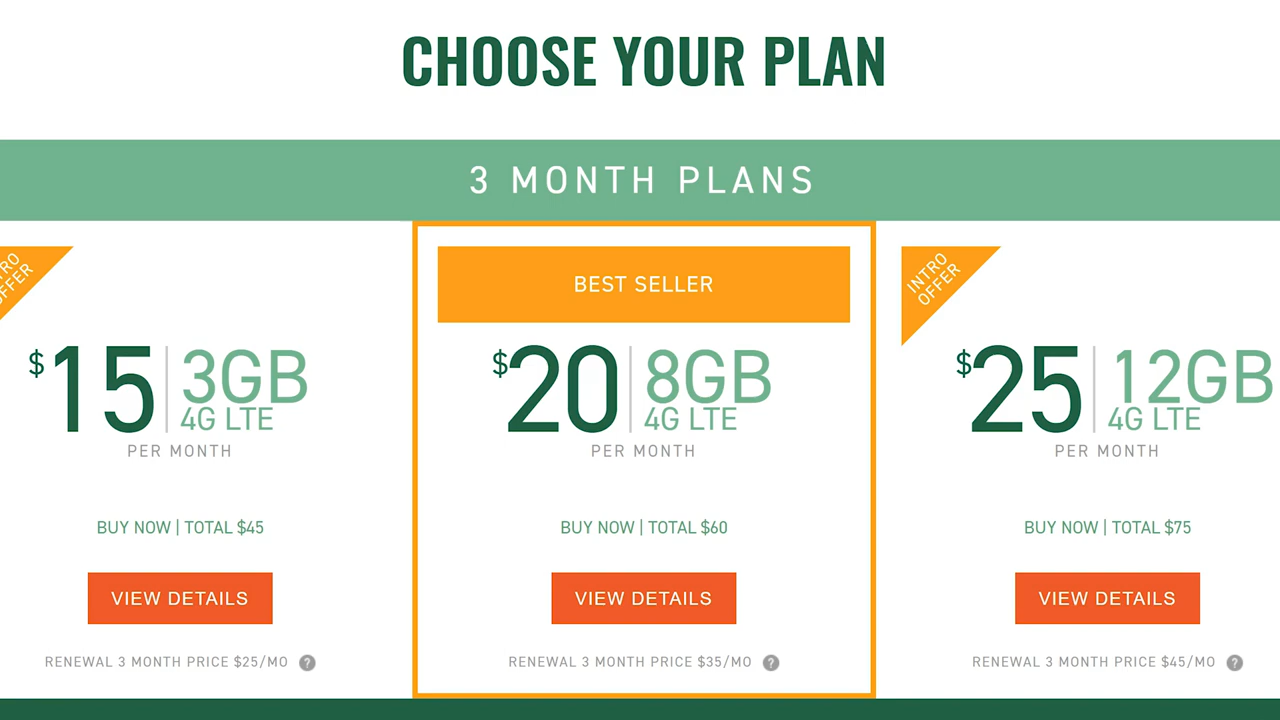 CHOOSE YOUR PLAN
3 MONTH PLANS
OFFER
$15 3GB
4G LTE
PER MONTH
BUY NOW | TOTAL $45
VIEW DETAILS
RENEWAL 3 MONTH PRICE $25/MO ?
BEST SELLER
$20 8GB
4G LTE
PER MONTH
BUY NOW | TOTAL $60
VIEW DETAILS
RENEWAL 3 MONTH PRICE $35/MO ?
INTRO
OFFER
$25 12GB
4G LTE
PER MONTH
BUY NOW | TOTAL $75
VIEW DETAILS
RENEWAL 3 MONTH PRICE $45/MO ?